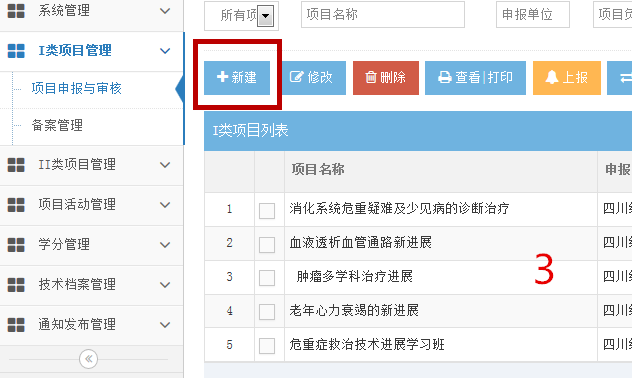 系统管理
I类项目管理
项目申报与审核
备案管理
II类项目管理
项目活动管理
学分管理
技术档案管理
通知发布管理
所有项
项目名称
申报单位
新建
修改
删除
查看|打印
上报
I类项目列表
项目名称
申报
1 消化系统危重疑难及少见病的诊断治疗 四川
2 血液透析血管通路新进展 四川
3 肿瘤多学科治疗进展 四川
4 老年心力衰竭的新进展 四川
5 危重症救治技术进展学习班 四川
3